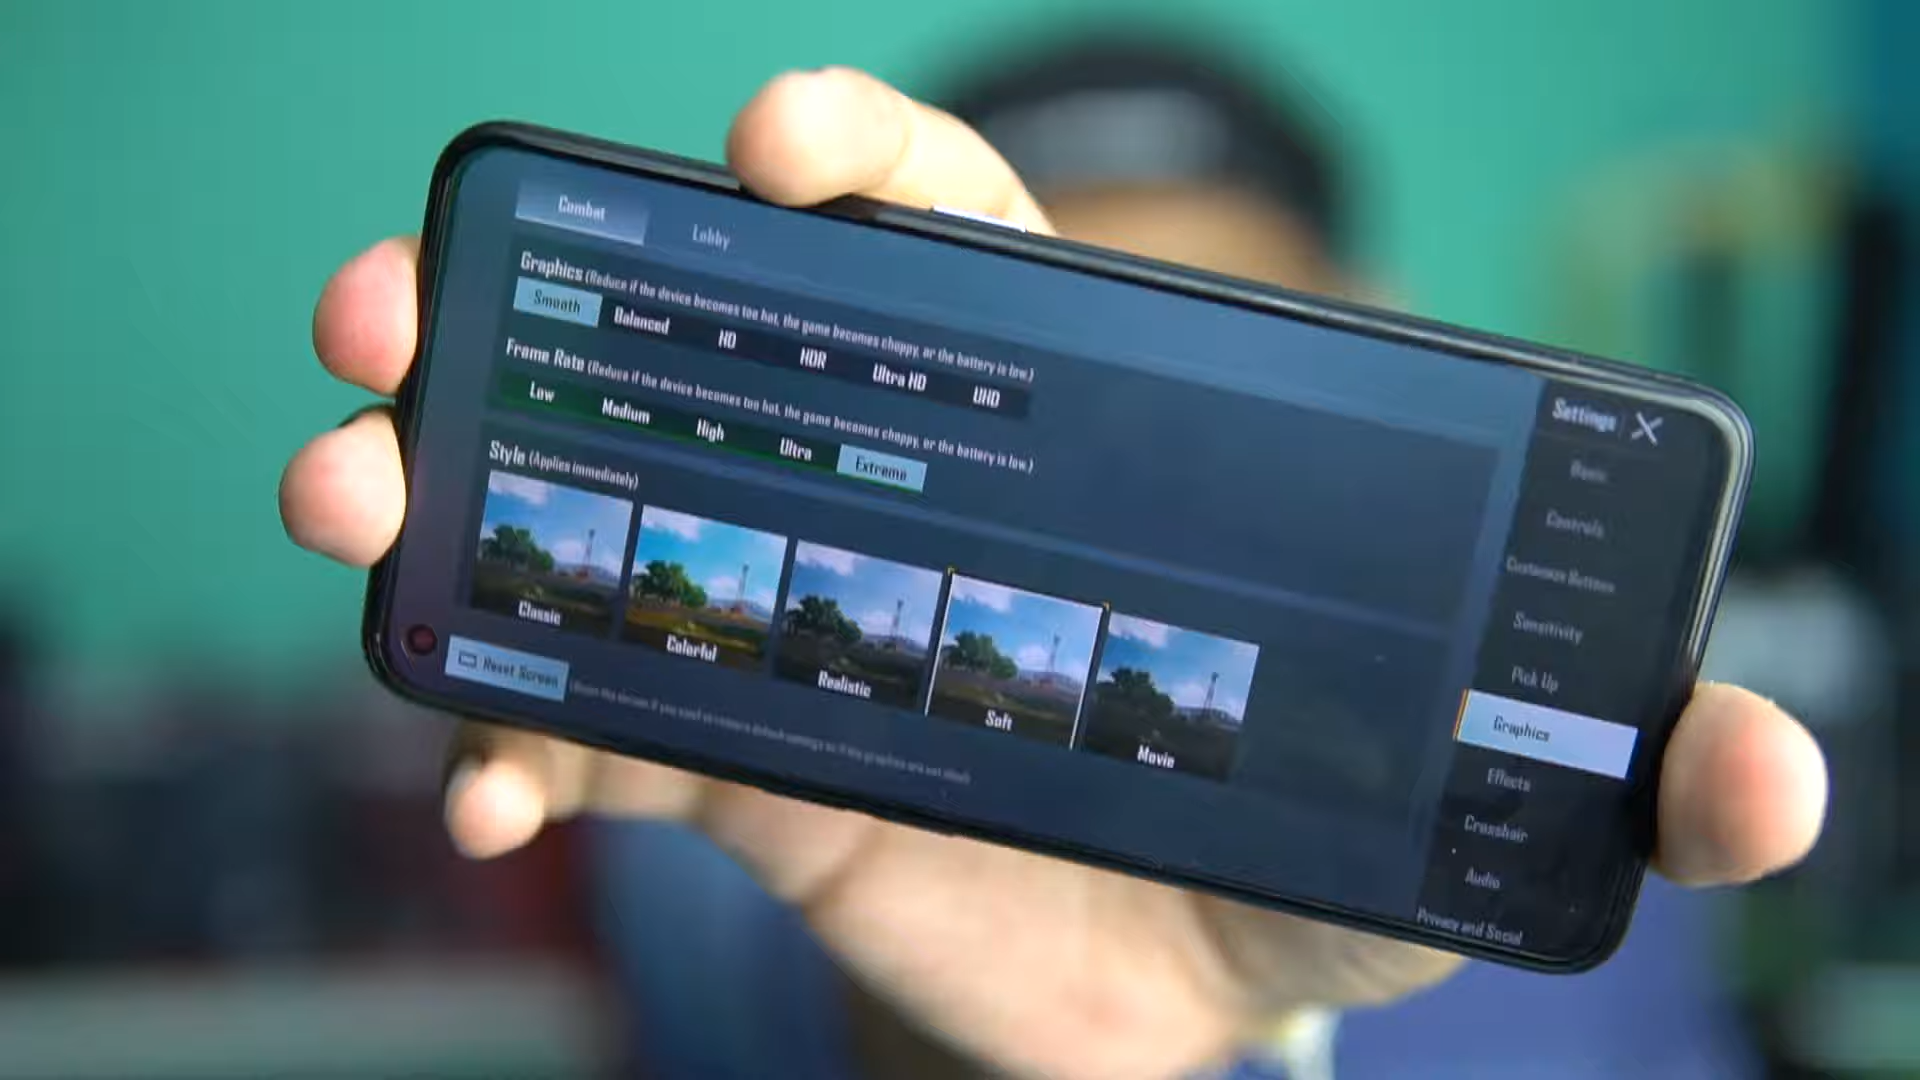 Combat Lobby
Graphics (Reduce if the device becomes too hot, the game becomes choppy, or the battery is low.)
Smooth Balanced HD HDR Ultra HD UHD
Frame Rate (Reduce if the device becomes too hot, the game becomes choppy, or the battery is low.)
Low Medium High Ultra Extreme
Style (Applies immediately)
Classic Colorful Realistic Soft Movie
Reset Screen
Settings
Basic
Controls
Customize Buttons
Sensitivity
Pick Up
Graphics
Effects
Crosshair
Audio
Privacy and Social